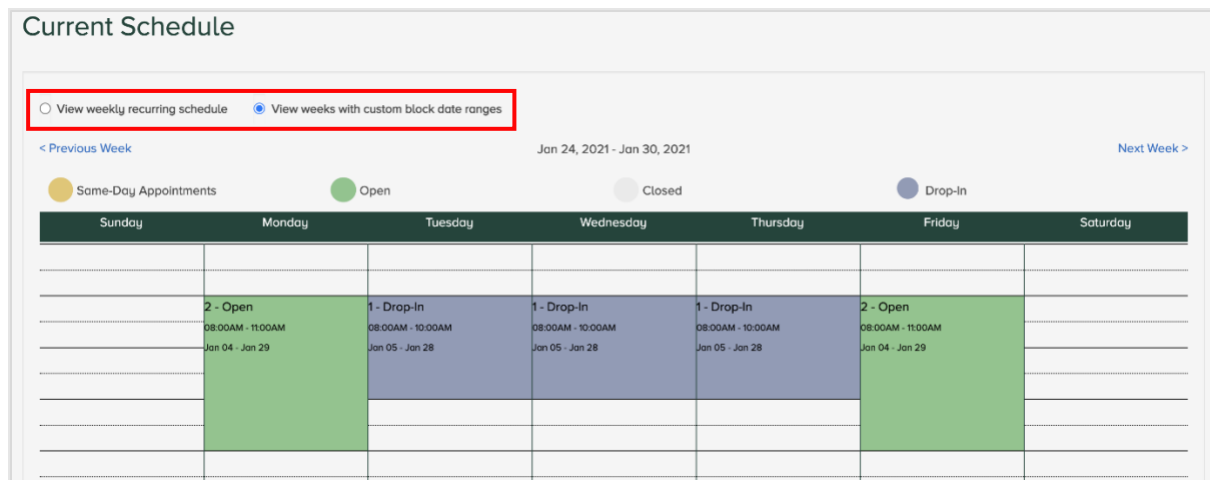 Current Schedule
View weekly recurring schedule View weeks with custom block date ranges
< Previous Week Jan 24, 2021 - Jan 30, 2021 Next Week >
Same-Day Appointments Open Closed Drop-In
Sunday Monday Tuesday Wednesday Thursday Friday Saturday
2 - Open 1 - Drop-In 1 - Drop-In 1 - Drop-In 2 - Open
08:00AM - 11:00AM 08:00AM - 10:00AM 08:00AM - 10:00AM 08:00AM - 10:00AM 08:00AM - 11:00AM
Jan 04 - Jan 29 Jan 05 - Jan 28 Jan 05 - Jan 28 Jan 05 - Jan 28 Jan 04 - Jan 29